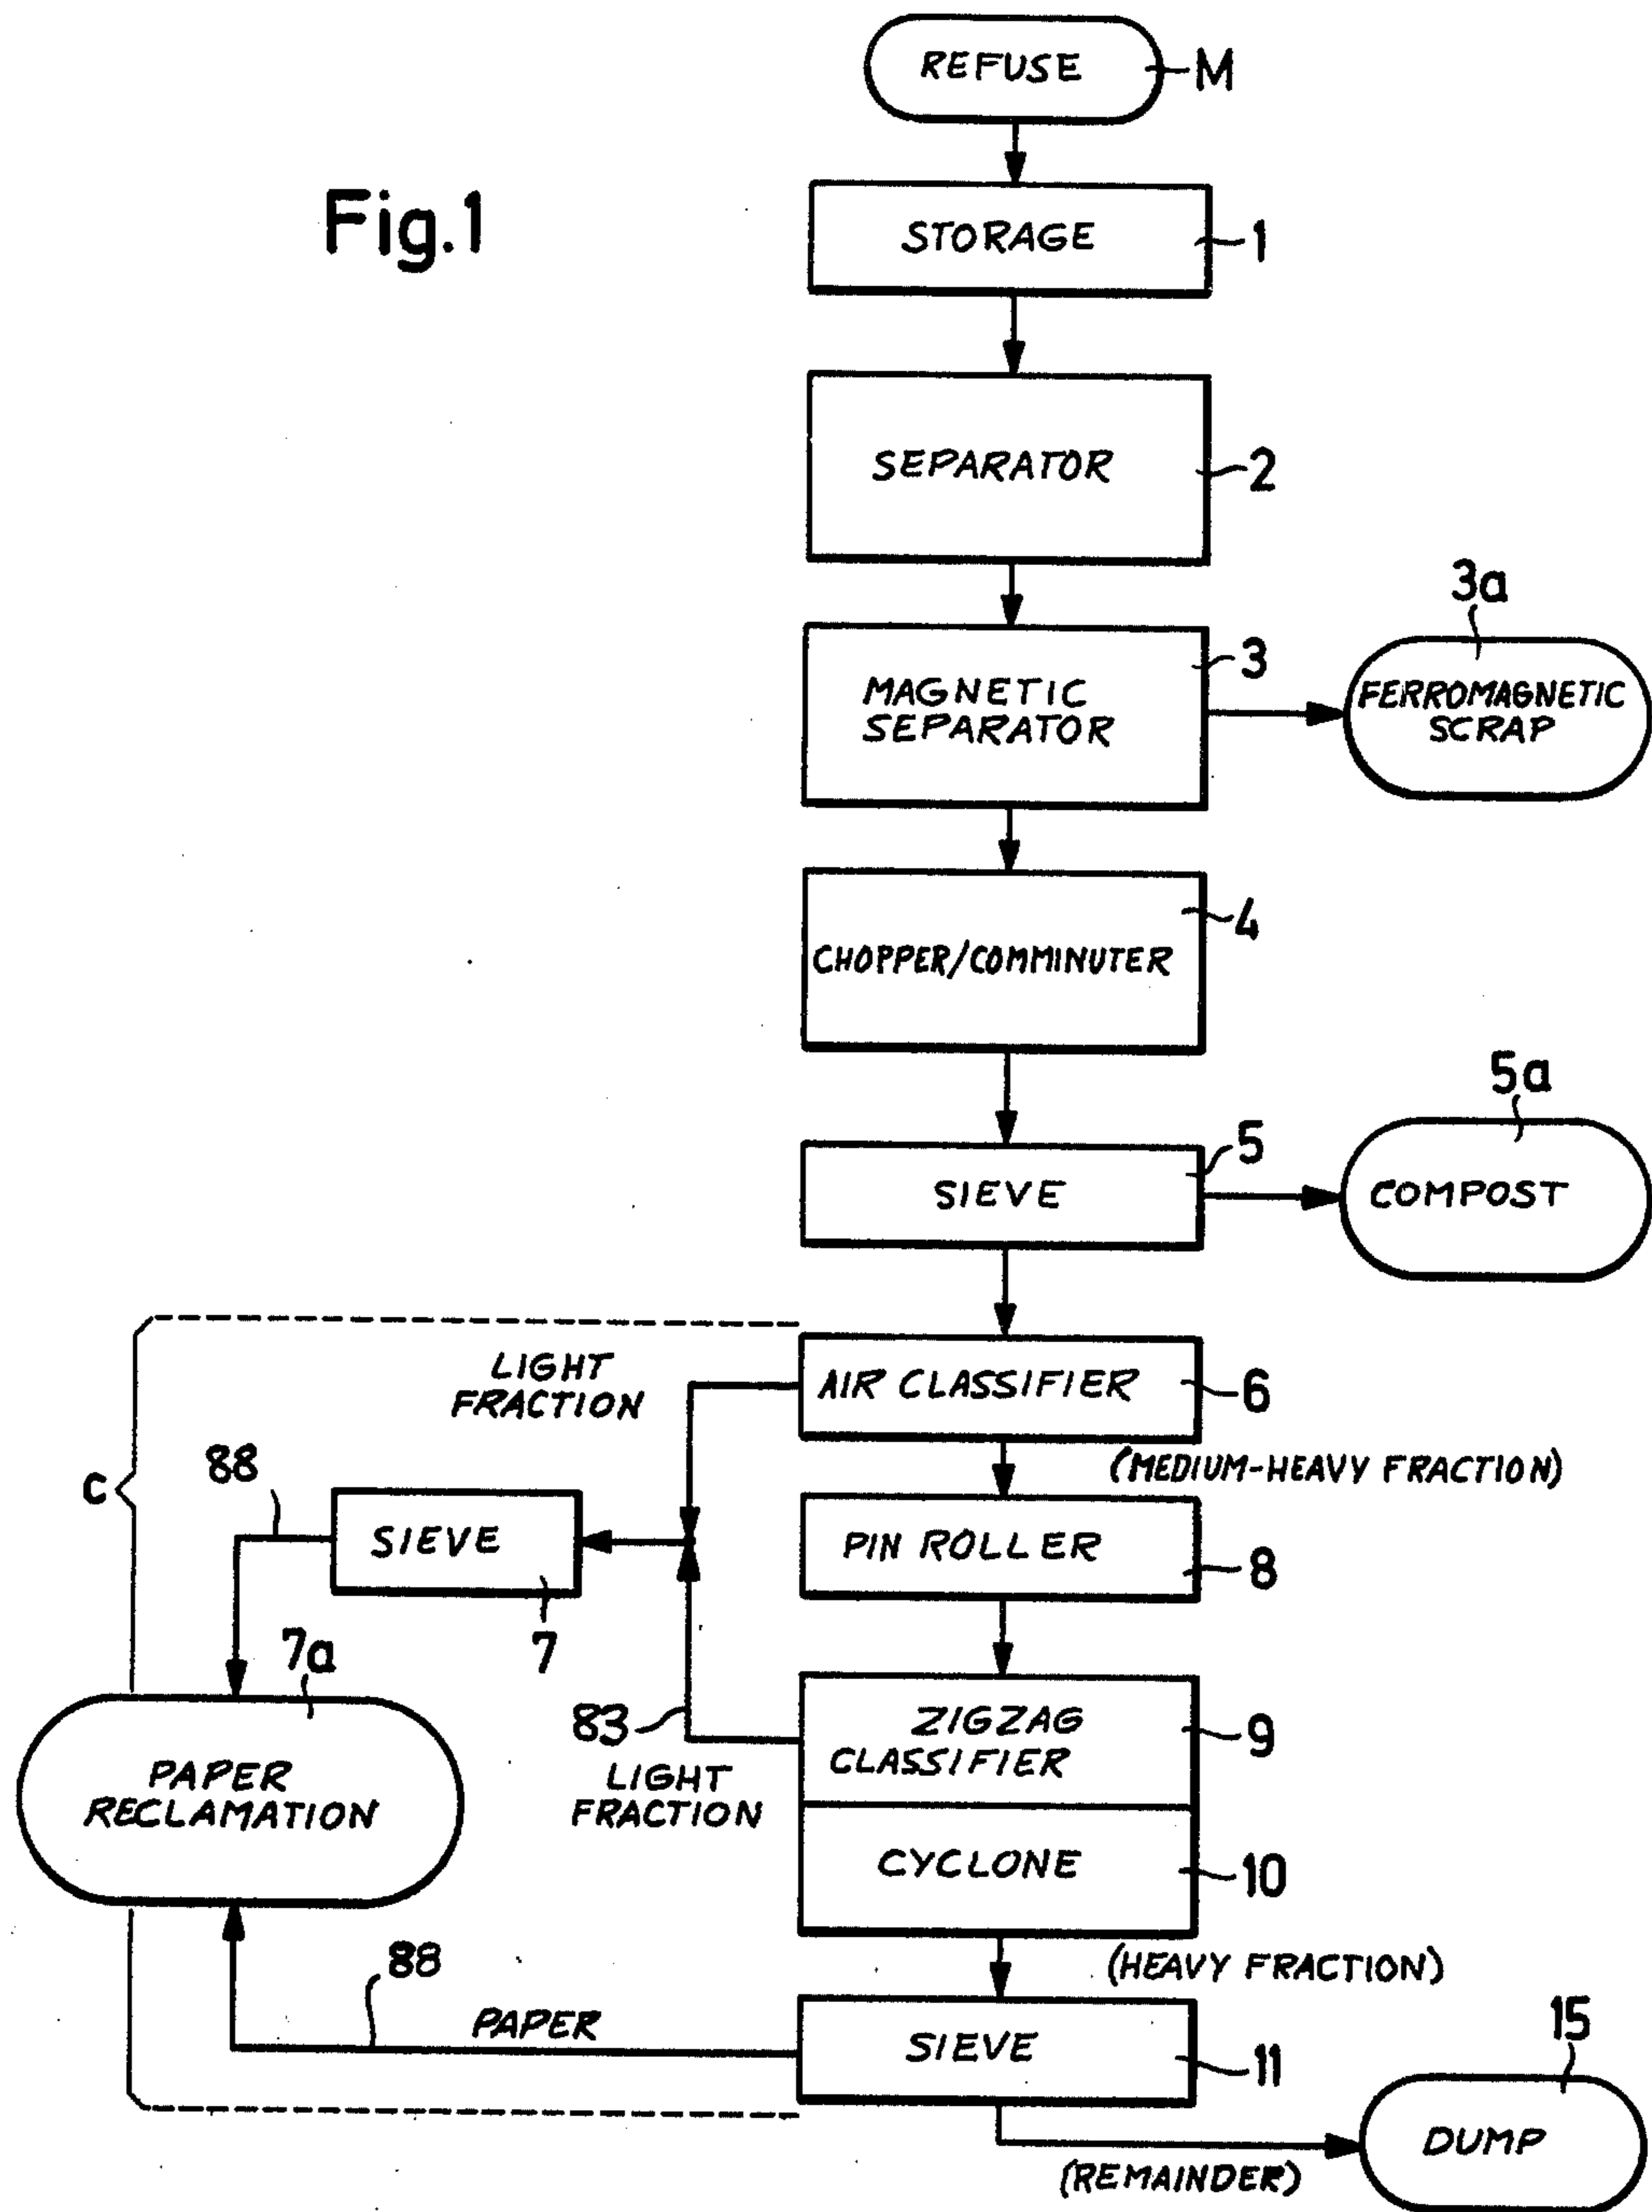 REFUSE
M
Fig.1
STORAGE
1
SEPARATOR
2
3a
3
MAGNETIC
SEPARATOR
FERROMAGNETIC
SCRAP
4
CHOPPER/COMMINUTER
5a
5
SIEVE
COMPOST
LIGHT
FRACTION
AIR CLASSIFIER
6
(MEDIUM-HEAVY FRACTION)
88
C
SIEVE
PIN ROLLER
8
7
7a
83
ZIGZAG
CLASSIFIER
9
LIGHT
FRACTION
PAPER
RECLAMATION
CYCLONE
10
(HEAVY FRACTION)
88
PAPER
SIEVE
11
15
DUMP
(REMAINDER)